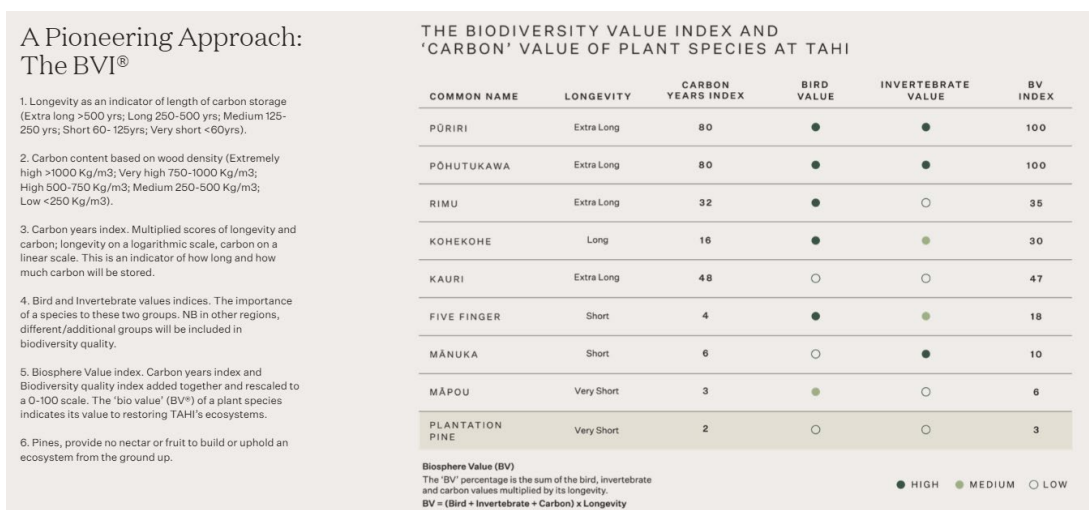 A Pioneering Approach:
The BVI®
1. Longevity as an indicator of length of carbon storage
(Extra long >500 yrs; Long 250-500 yrs; Medium 125-
250 yrs; Short 60- 125yrs; Very short <60yrs).
2. Carbon content based on wood density (Extremely
high >1000 Kg/m3; Very high 750-1000 Kg/m3;
High 500-750 Kg/m3; Medium 250-500 Kg/m3;
Low <250 Kg/m3).
3. Carbon years index. Multiplied scores of longevity and
carbon; longevity on a logarithmic scale, carbon on a
linear scale. This is an indicator of how long and how
much carbon will be stored.
4. Bird and Invertebrate values indices. The importance
of a species to these two groups. NB in other regions,
different/additional groups will be included in
biodiversity quality.
5. Biosphere Value index. Carbon years index and
Biodiversity quality index added together and rescaled to
a 0-100 scale. The 'bio value' (BV®) of a plant species
indicates its value to restoring TAHI's ecosystems.
6. Pines, provide no nectar or fruit to build or uphold an
ecosystem from the ground up.
THE BIODIVERSITY VALUE INDEX AND
'CARBON' VALUE OF PLANT SPECIES AT TAHI
COMMON NAME LONGEVITY CARBON YEARS INDEX BIRD VALUE INVERTEBRATE VALUE BV INDEX
PŪRIRI Extra Long 80 100
PŌHUTUKAWA Extra Long 80 100
RIMU Extra Long 32 35
KOHEKOHE Long 16 30
KAURI Extra Long 48 47
FIVE FINGER Short 4 18
MĀNUKA Short 6 10
MĀPOU Very Short 3 6
PLANTATION PINE Very Short 2 3
Biosphere Value (BV)
The 'BV' percentage is the sum of the bird, invertebrate
and carbon values multiplied by its longevity.
BV = (Bird + Invertebrate + Carbon) x Longevity
HIGH MEDIUM LOW